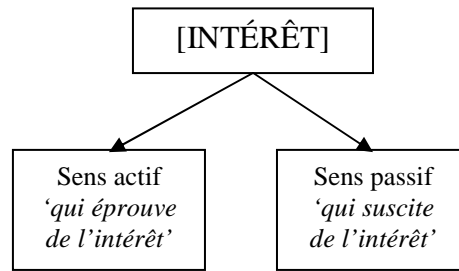 [INTÉRÊT]
Sens actif
‘qui éprouve
de l’intérêt’
Sens passif
‘qui suscite
de l’intérêt’